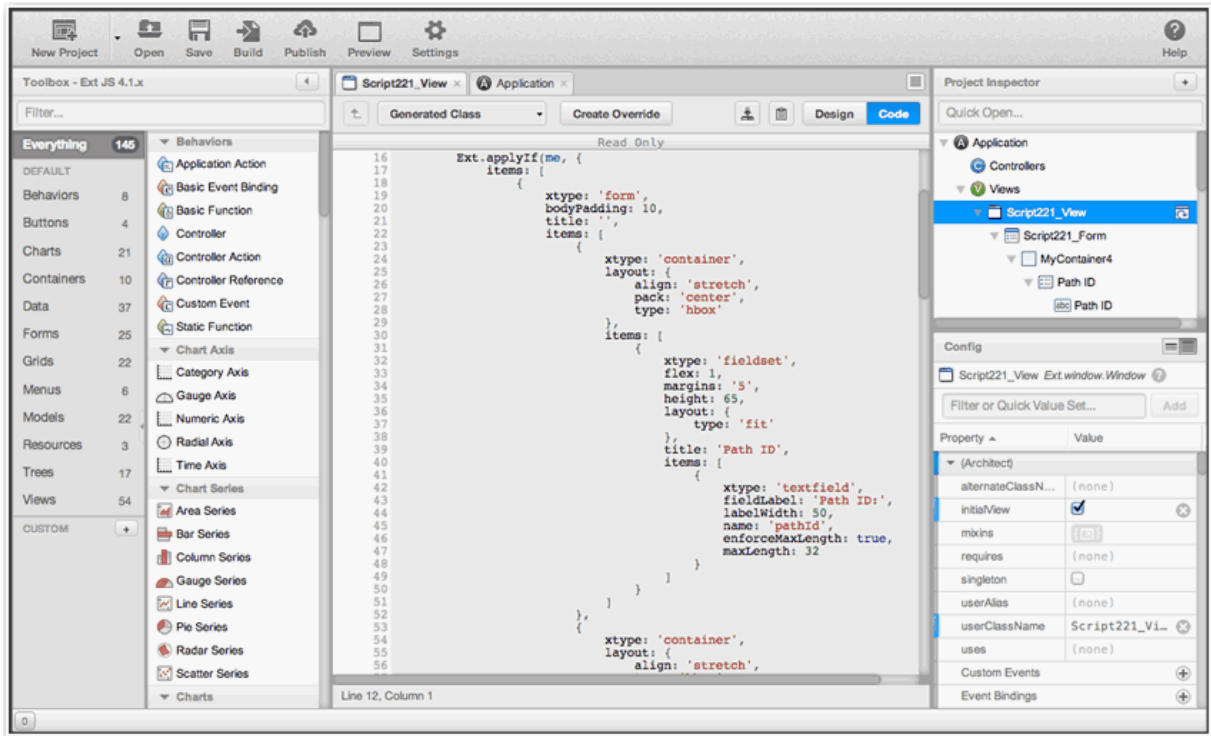 New Project Open Save Build Publish Preview Settings Help
Toolbox - Ext JS 4.1.x
Filter...
Everything 145
DEFAULT
Behaviors 8
Buttons 4
Charts 21
Containers 10
Data 37
Forms 25
Grids 22
Menus 6
Models 22
Resources 3
Trees 17
Views 54
CUSTOM +
Behaviors
Application Action
Basic Event Binding
Basic Function
Controller
Controller Action
Controller Reference
Custom Event
Static Function
Chart Axis
Category Axis
Gauge Axis
Numeric Axis
Radial Axis
Time Axis
Chart Series
Area Series
Bar Series
Column Series
Gauge Series
Line Series
Pie Series
Radar Series
Scatter Series
Charts
Script221_View × Application ×
Generated Class Create Override Design Code
Read Only
16 Ext.applyIf(me, {
17 items: [
18 {
19 xtype: 'form',
20 bodyPadding: 10,
21 title: '',
22 items: [
23 {
24 xtype: 'container',
25 layout: {
26 align: 'stretch',
27 pack: 'center',
28 type: 'hbox'
29 },
30 items: [
31 {
32 xtype: 'fieldset',
33 flex: 1,
34 margins: '5',
35 height: 65,
36 layout: {
37 type: 'fit'
38 },
39 title: 'Path ID',
40 items: [
41 {
42 xtype: 'textfield',
43 fieldLabel: 'Path ID:',
44 labelWidth: 50,
45 name: 'pathId',
46 enforceMaxLength: true,
47 maxLength: 32
48 }
49 ]
50 }
51 ]
52 },
53 {
54 xtype: 'container',
55 layout: {
56 align: 'stretch',
Line 12, Column 1
Project Inspector +
Quick Open...
Application
Controllers
Views
Script221_View
Script221_Form
MyContainer4
Path ID
abc Path ID
Config
Script221_View Ext.window.Window ?
Filter or Quick Value Set... Add
Property Value
(Architect)
alternateClassN... (none)
initialView
mixins
requires (none)
singleton
userAlias (none)
userClassName Script221_Vi...
uses (none)
Custom Events
Event Bindings
0